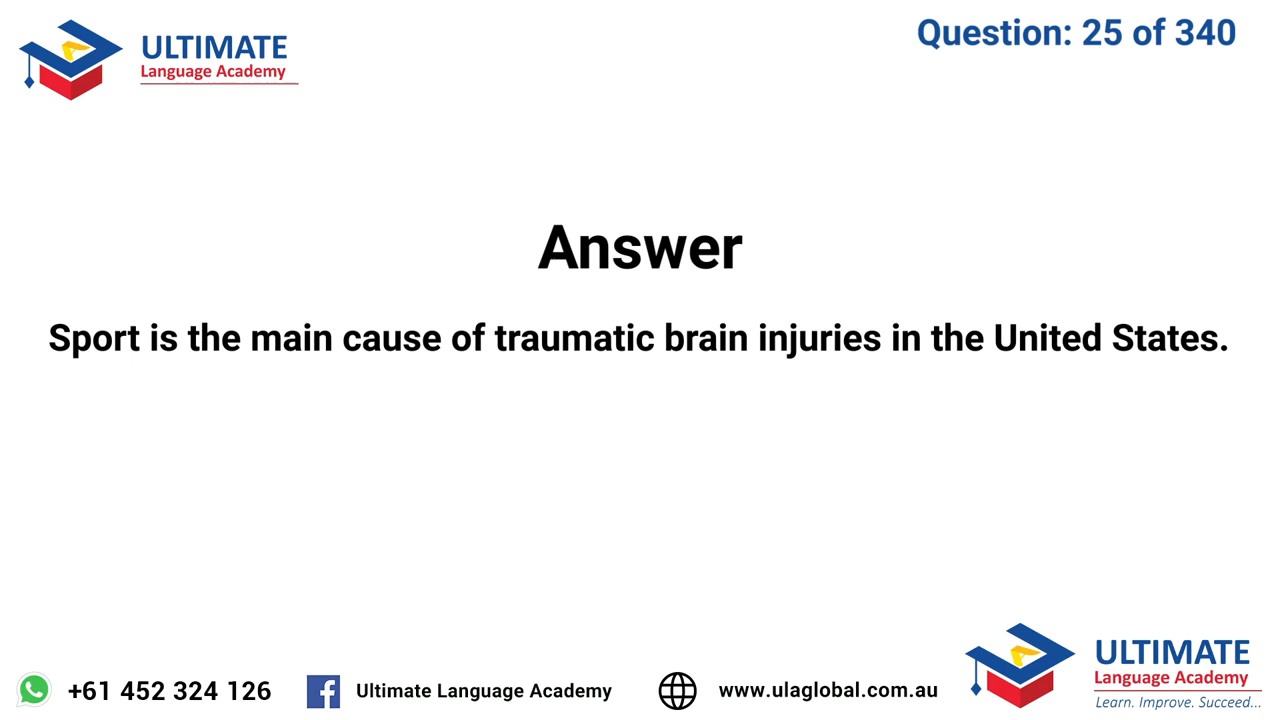 ULTIMATE
Language Academy
Question: 25 of 340
Answer
Sport is the main cause of traumatic brain injuries in the United States.
+61 452 324 126
Ultimate Language Academy
www.ulaglobal.com.au
ULTIMATE
Language Academy
Learn. Improve. Succeed...